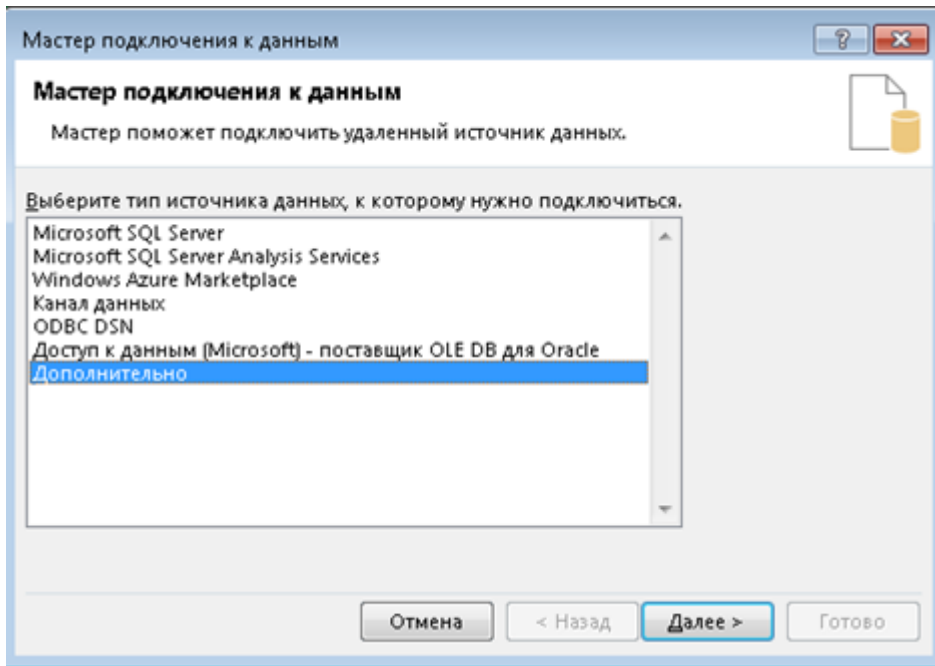 Мастер подключения к данным
Мастер подключения к данным
Мастер поможет подключить удаленный источник данных.
Выберите тип источника данных, к которому нужно подключиться.
Microsoft SQL Server
Microsoft SQL Server Analysis Services
Windows Azure Marketplace
Канал данных
ODBC DSN
Доступ к данным (Microsoft) - поставщик OLE DB для Oracle
Дополнительно
Отмена
< Назад
Далее >
Готово